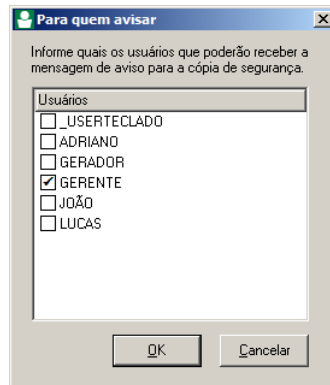 Para quem avisar
Informe quais os usuários que poderão receber a
mensagem de aviso para a cópia de segurança.
Usuários
_USERTECLADO
ADRIANO
GERADOR
GERENTE
JOÃO
LUCAS
OK
Cancelar